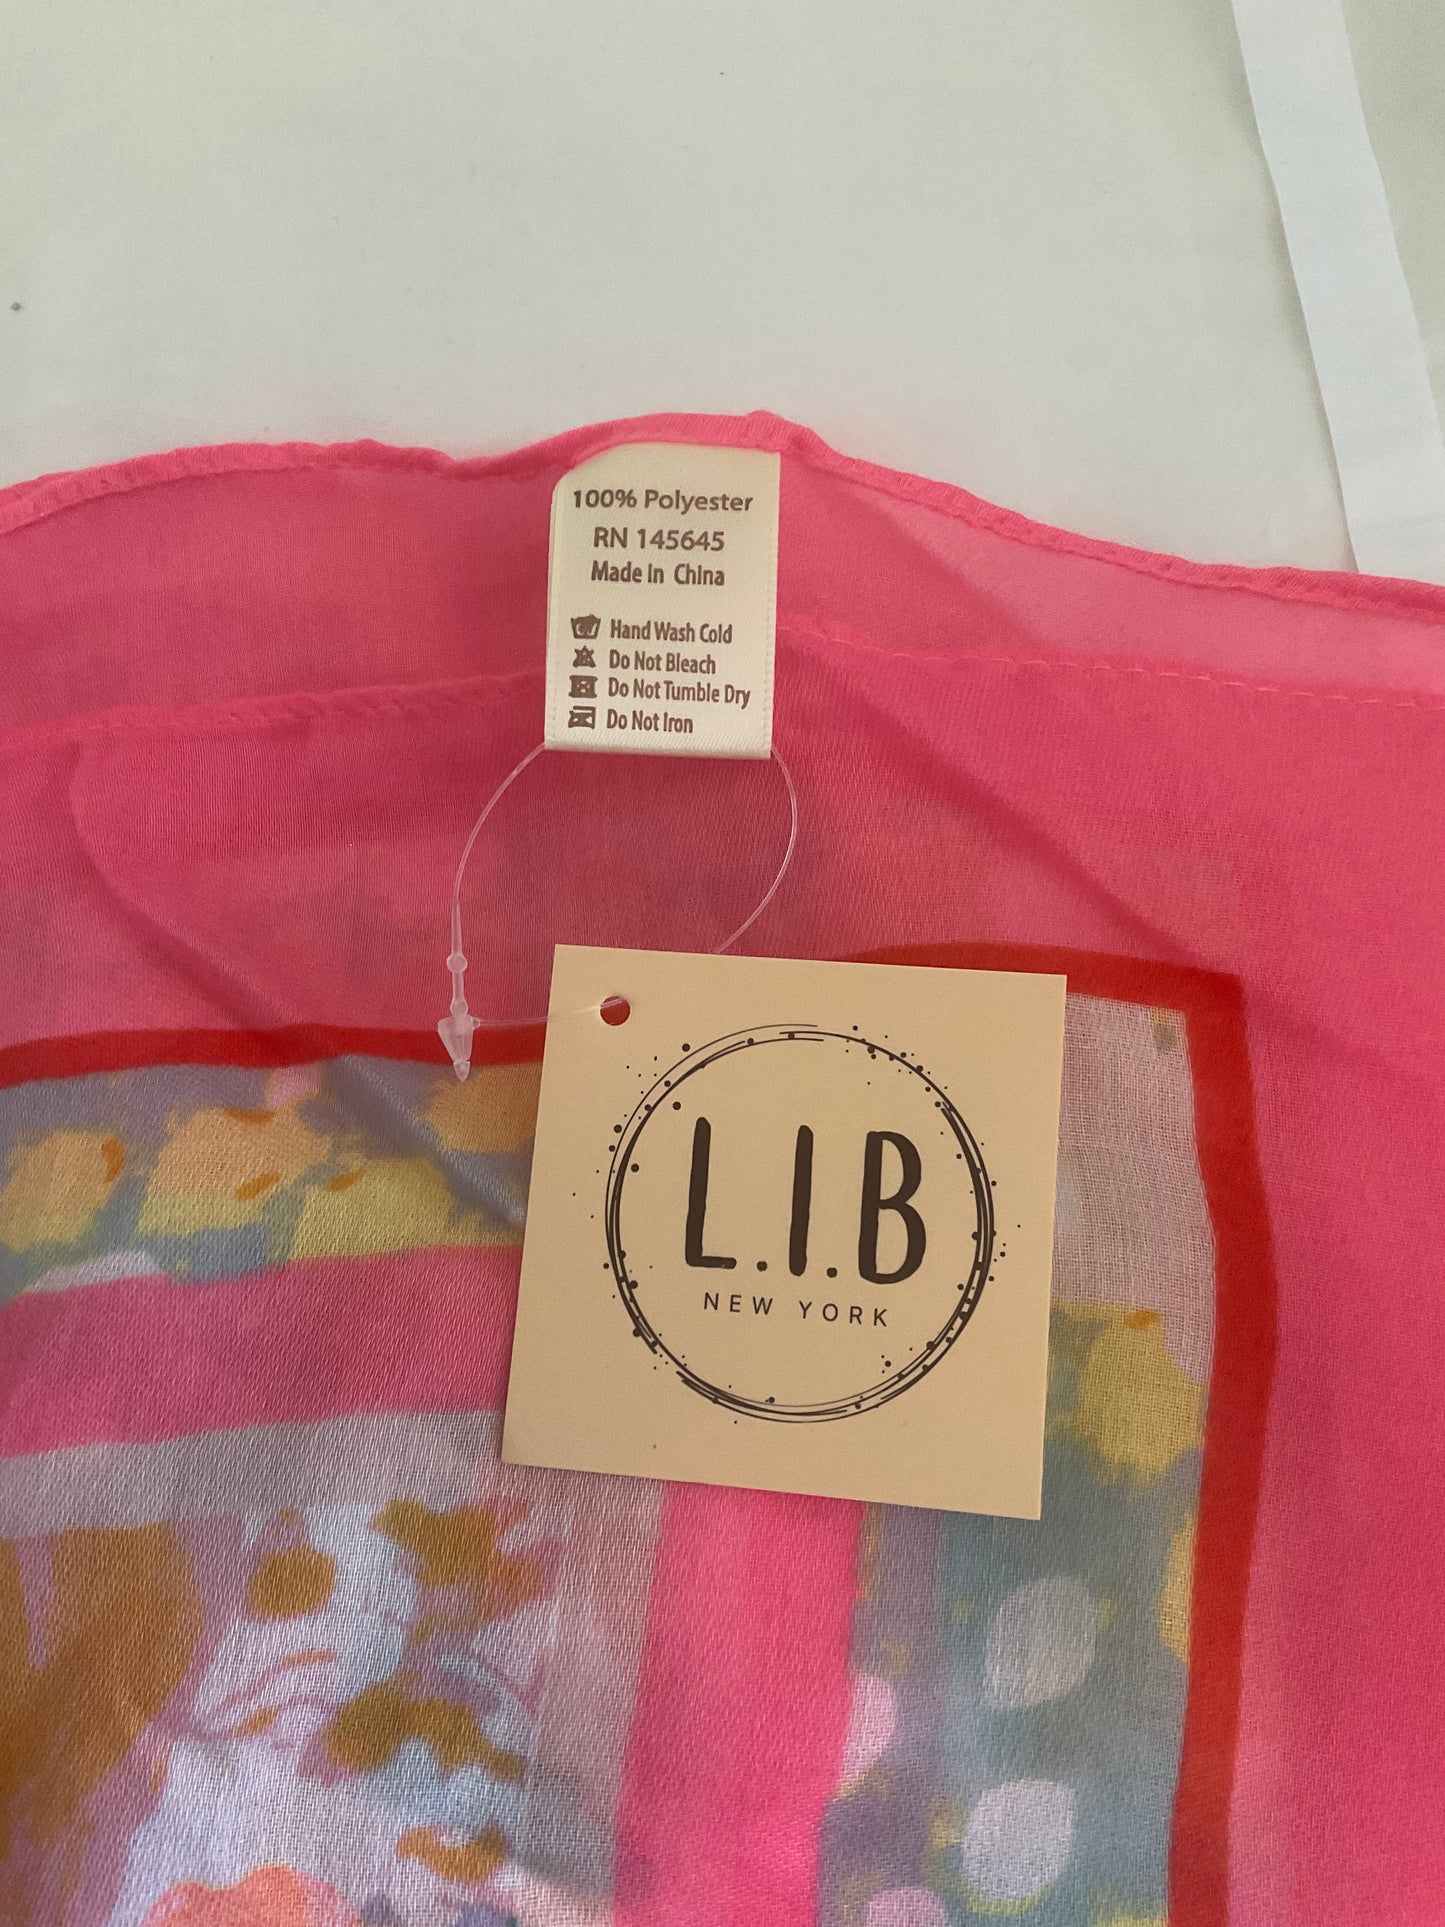 100% Polyester
RN 145645
Made In China
Hand Wash Cold
Do Not Bleach
Do Not Tumble Dry
Do Not Iron
L.I.B
NEW YORK